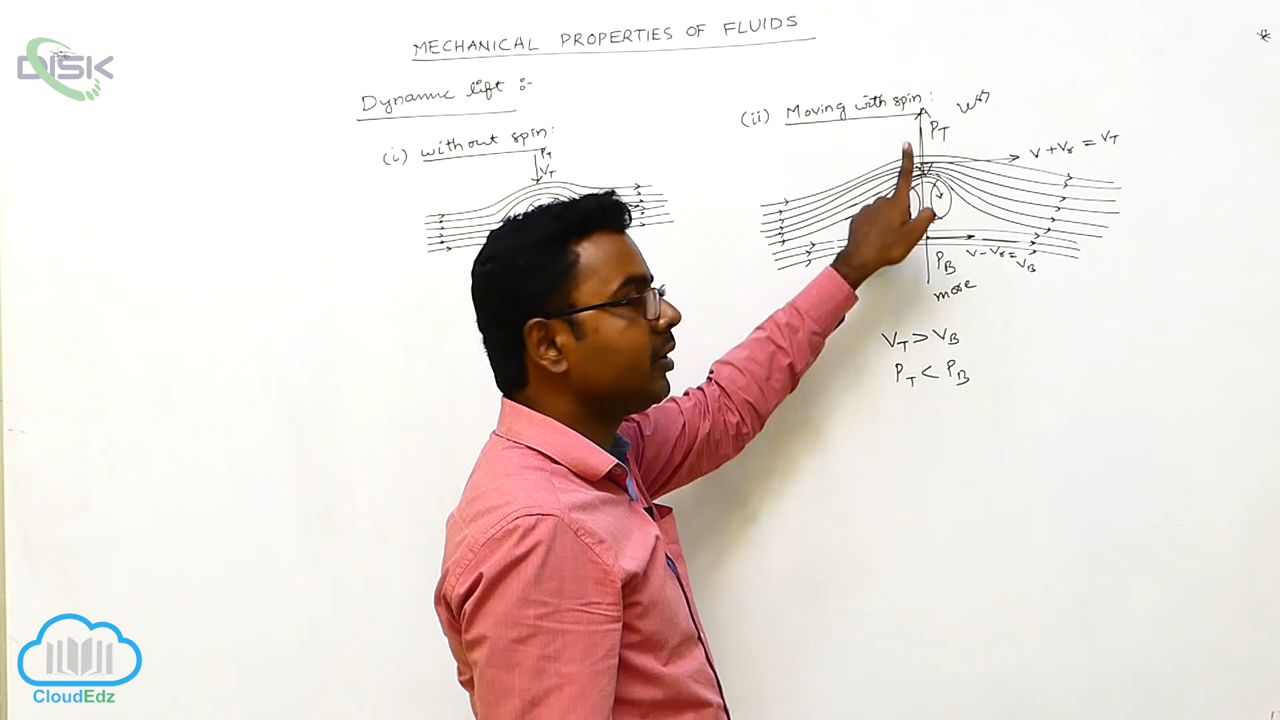 DISK
MECHANICAL PROPERTIES OF FLUIDS
*
Dynamic lift :-
(i) without spin:
P_T
V_T
(ii) Moving with spin:
P_T
V + V_r = V_T
P_B
V - V_r = V_B
more
V_T > V_B
P_T < P_B
CloudEdz